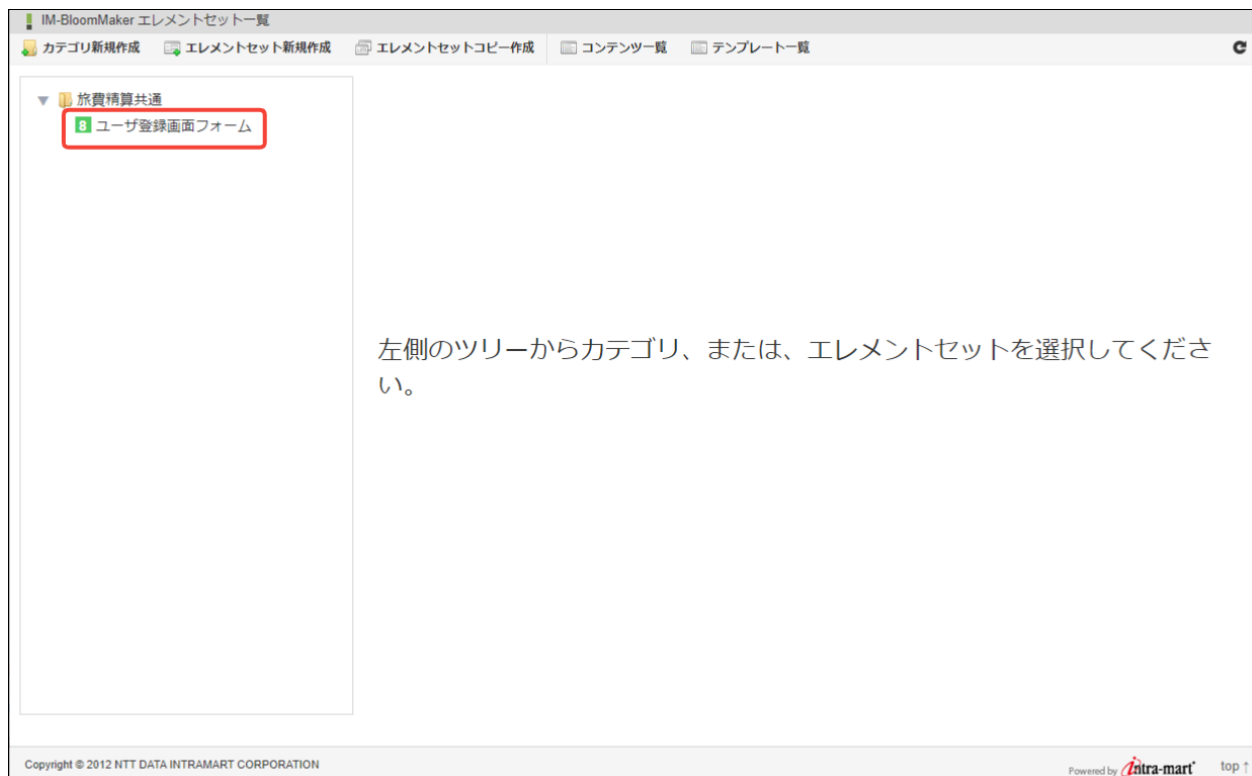 IM-BloomMaker エレメントセット一覧
カテゴリ新規作成 エレメントセット新規作成 エレメントセットコピー作成 コンテンツ一覧 テンプレート一覧
旅費精算共通
8 ユーザ登録画面フォーム
左側のツリーからカテゴリ、または、エレメントセットを選択してくださ
い。
Copyright © 2012 NTT DATA INTRAMART CORPORATION
Powered by intra-mart top ↑